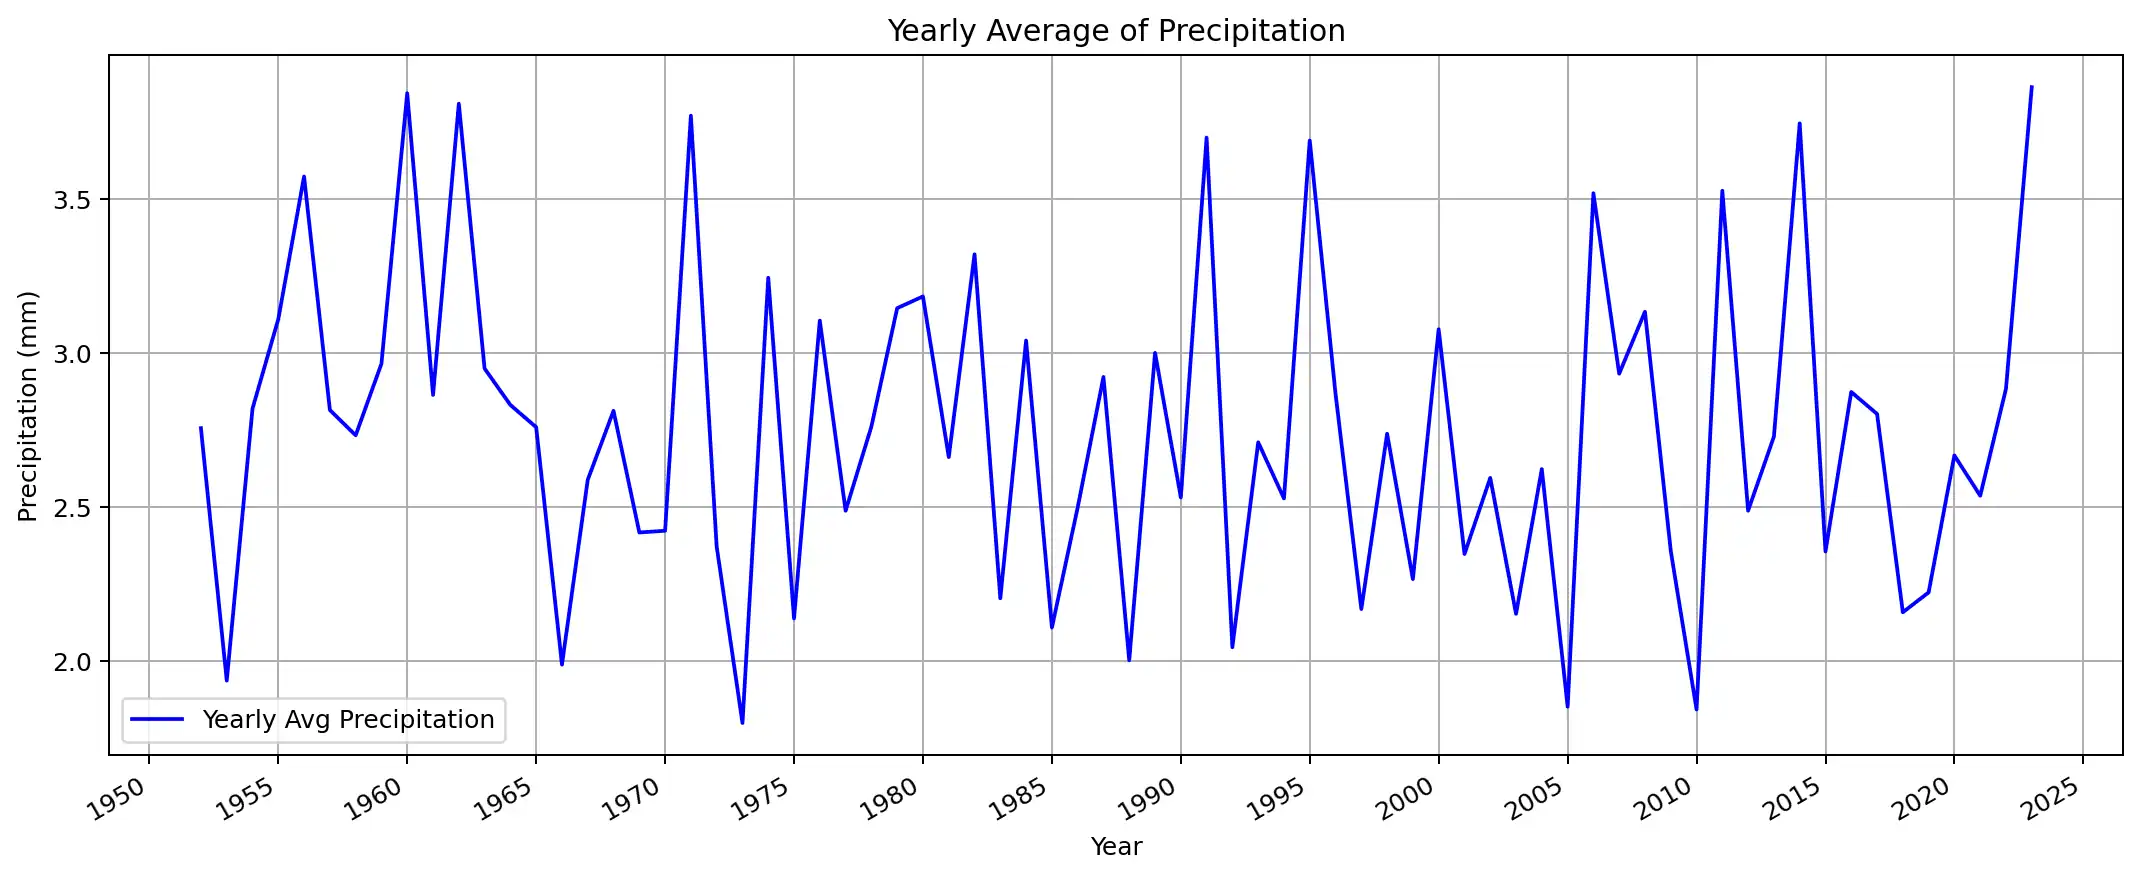 Yearly Average of Precipitation
Precipitation (mm)
3.5
3.0
2.5
2.0
Yearly Avg Precipitation
1950 1955 1960 1965 1970 1975 1980 1985 1990 1995 2000 2005 2010 2015 2020 2025
Year